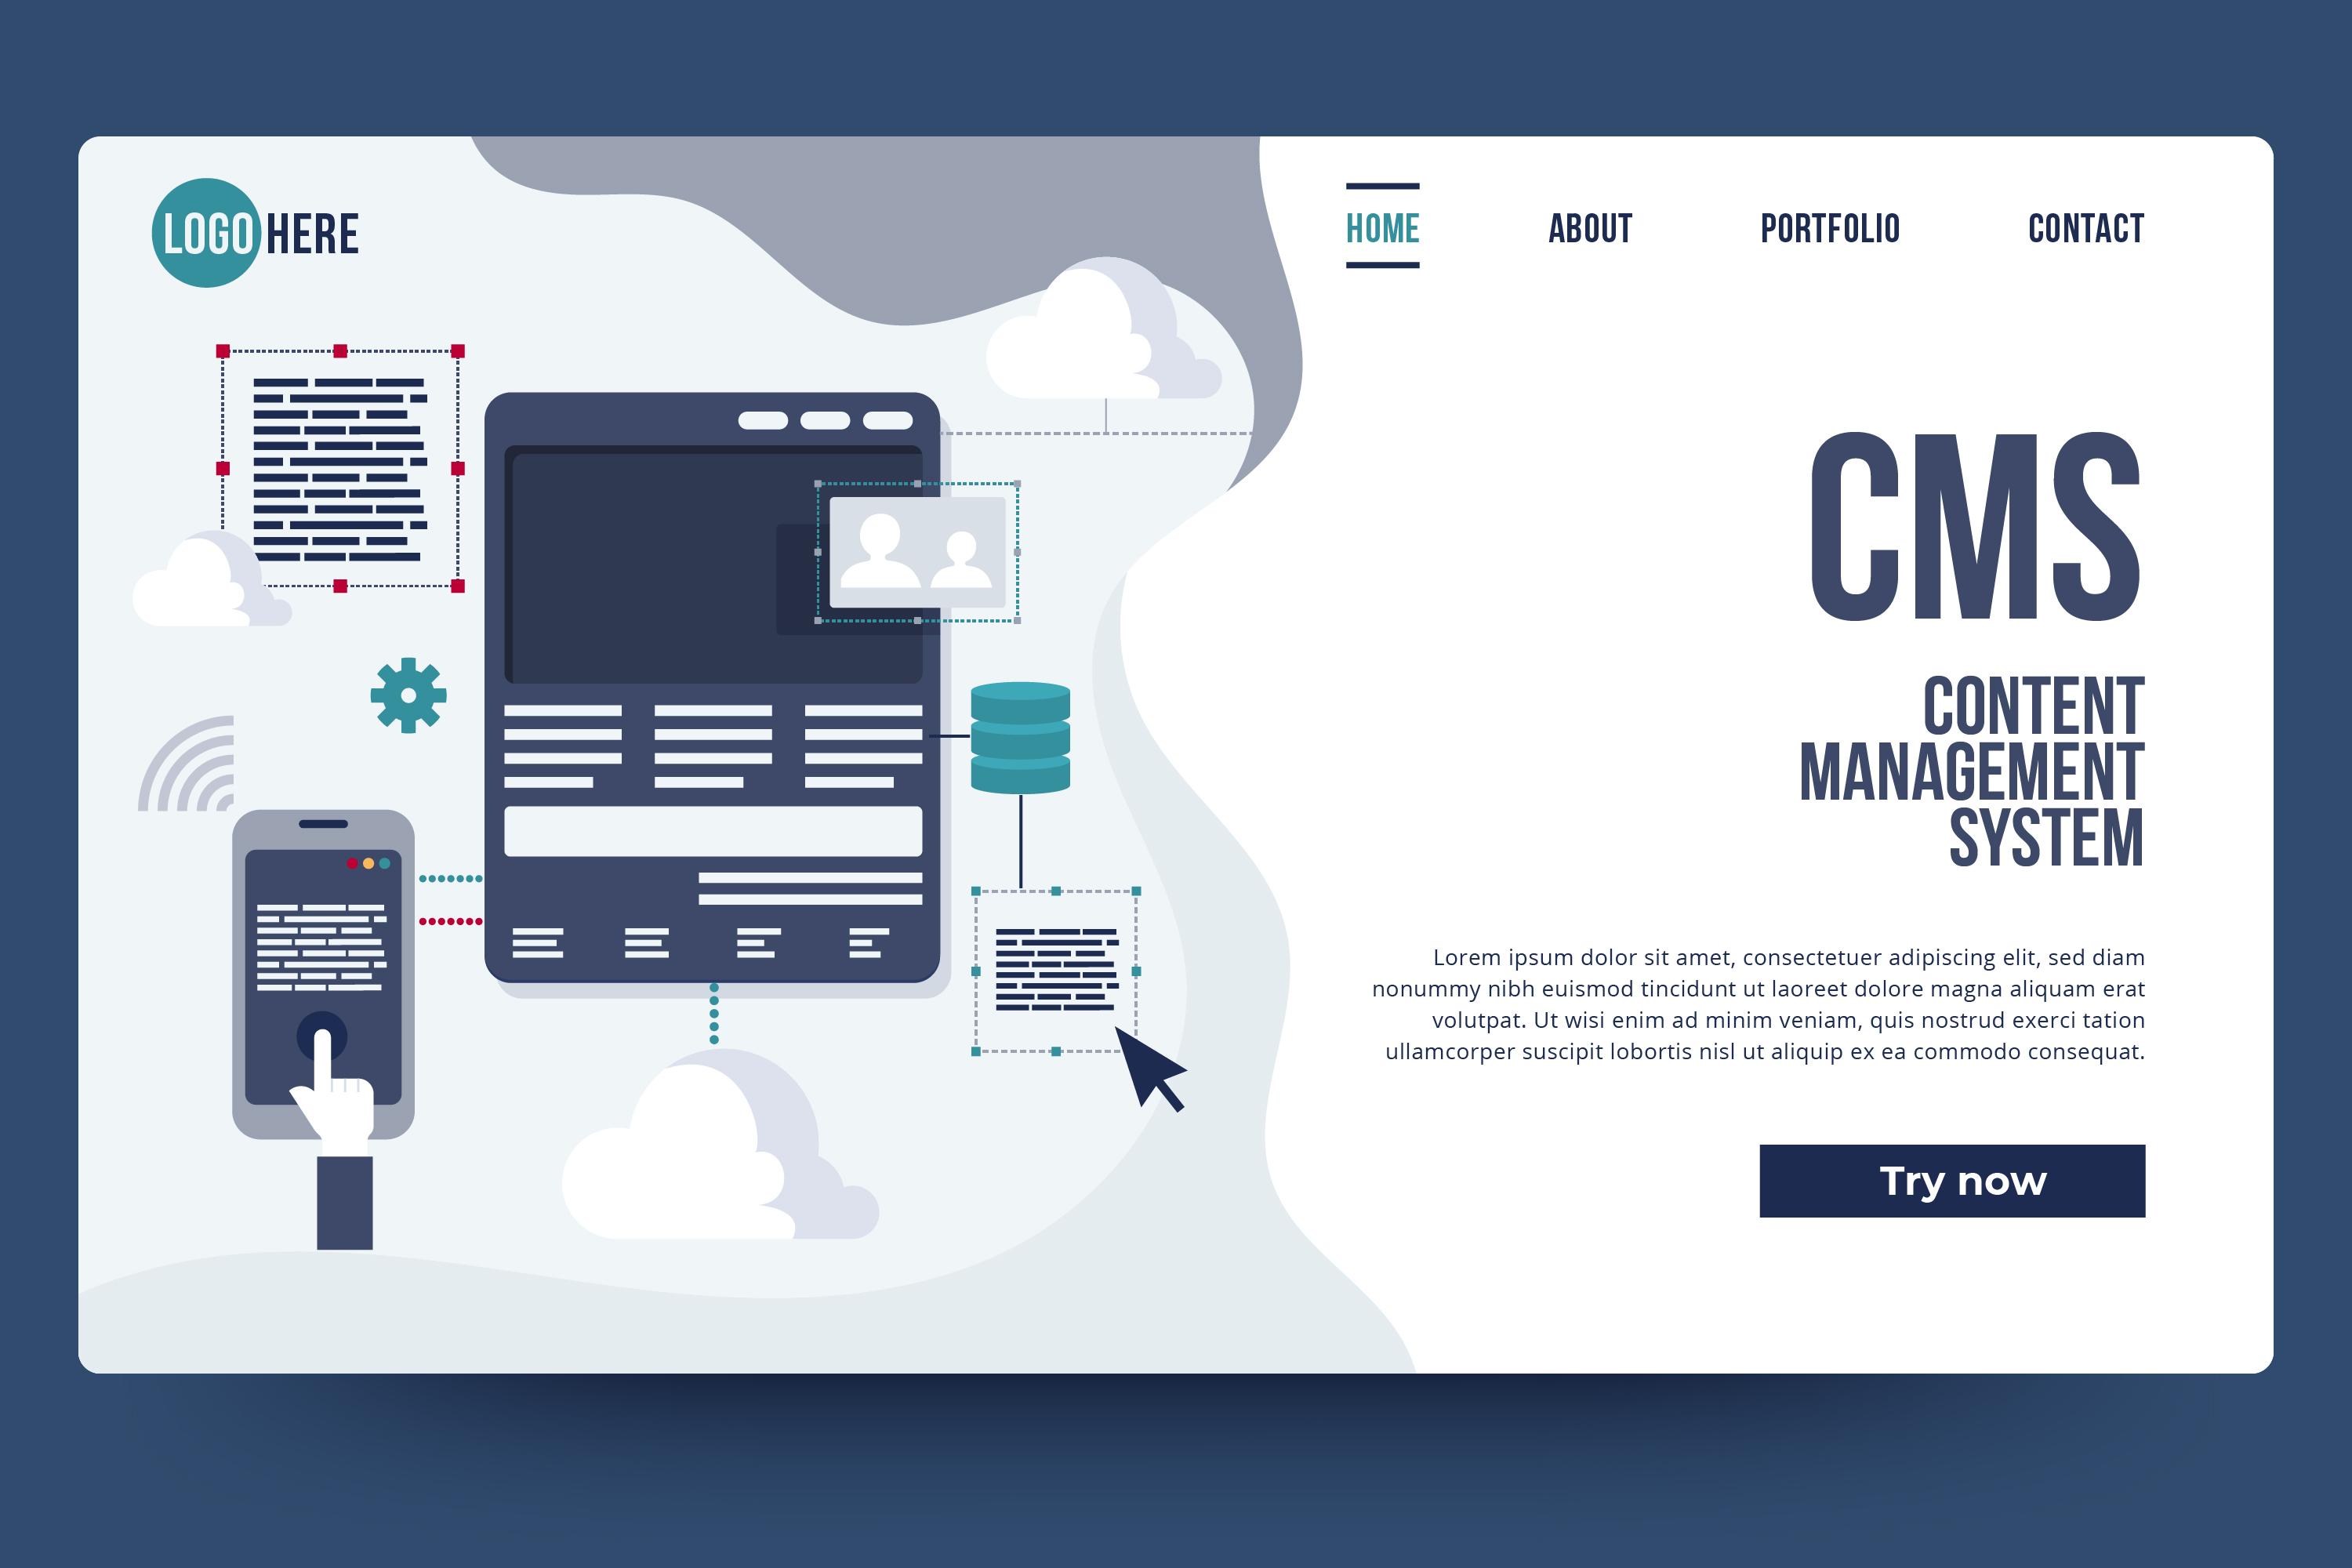 LOGO HERE
HOME ABOUT PORTFOLIO CONTACT
CMS
CONTENT
MANAGEMENT
SYSTEM
Lorem ipsum dolor sit amet, consectetuer adipiscing elit, sed diam
nonummy nibh euismod tincidunt ut laoreet dolore magna aliquam erat
volutpat. Ut wisi enim ad minim veniam, quis nostrud exerci tation
ullamcorper suscipit lobortis nisl ut aliquip ex ea commodo consequat.
Try now